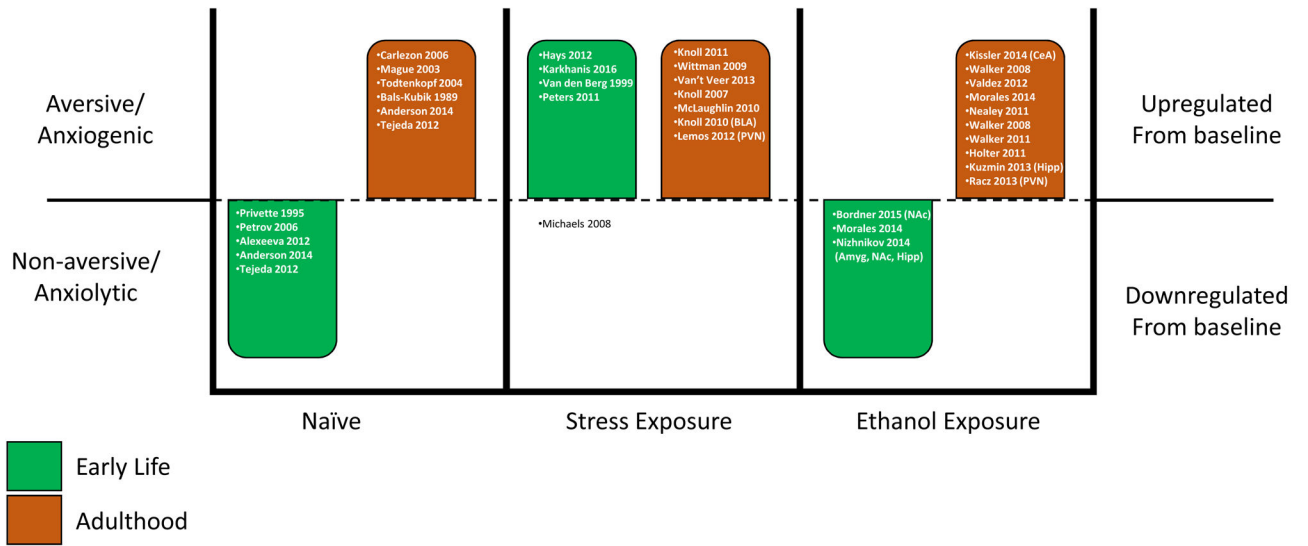 Aversive/
Anxiogenic
Non-aversive/
Anxiolytic
•Carlezon 2006
•Mague 2003
•Todtenkopf 2004
•Bals-Kubik 1989
•Anderson 2014
•Tejeda 2012
•Privette 1995
•Petrov 2006
•Alexeeva 2012
•Anderson 2014
•Tejeda 2012
•Hays 2012
•Karkhanis 2016
•Van den Berg 1999
•Peters 2011
•Knoll 2011
•Wittman 2009
•Van't Veer 2013
•Knoll 2007
•McLaughlin 2010
•Knoll 2010 (BLA)
•Lemos 2012 (PVN)
•Michaels 2008
•Kissler 2014 (CeA)
•Walker 2008
•Valdez 2012
•Morales 2014
•Nealey 2011
•Walker 2008
•Walker 2011
•Holter 2011
•Kuzmin 2013 (Hipp)
•Racz 2013 (PVN)
•Bordner 2015 (NAc)
•Morales 2014
•Nizhnikov 2014
(Amyg, NAc, Hipp)
Upregulated
From baseline
Downregulated
From baseline
Naïve
Stress Exposure
Ethanol Exposure
Early Life
Adulthood